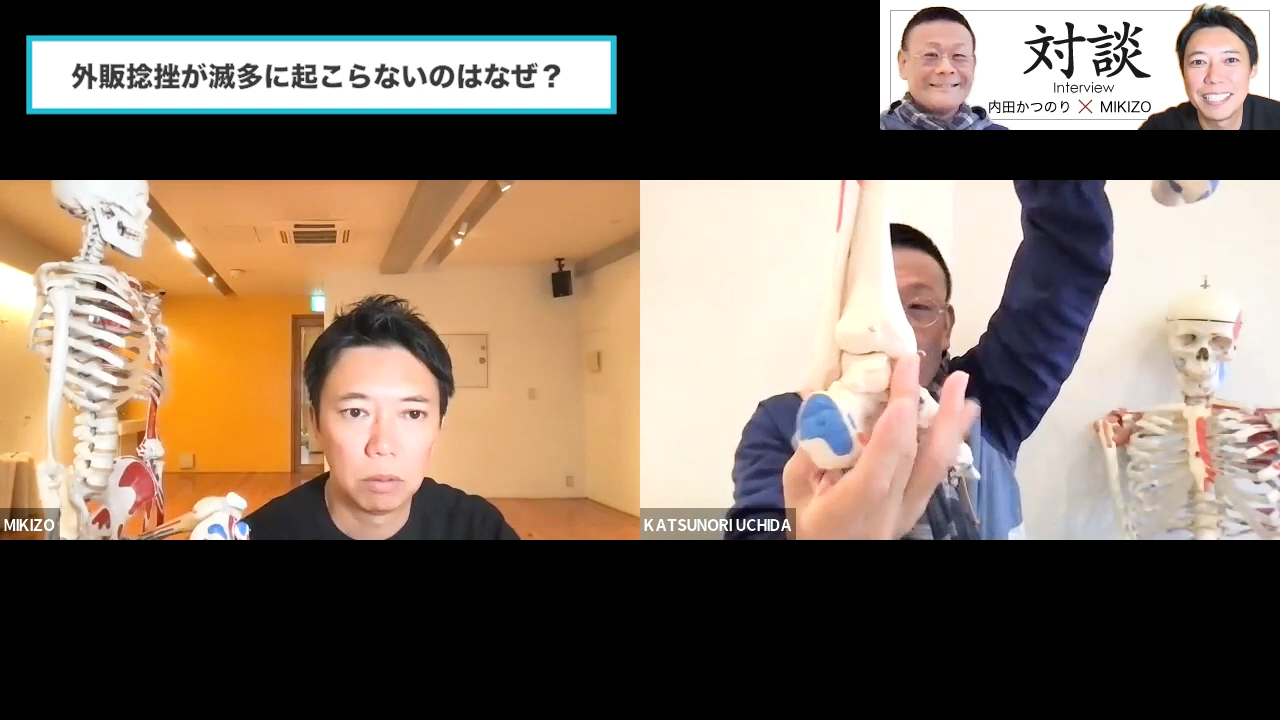 外販捻挫が滅多に起こらないのはなぜ？
対談
Interview
内田かつのり × MIKIZO
MIKIZO
KATSUNORI UCHIDA